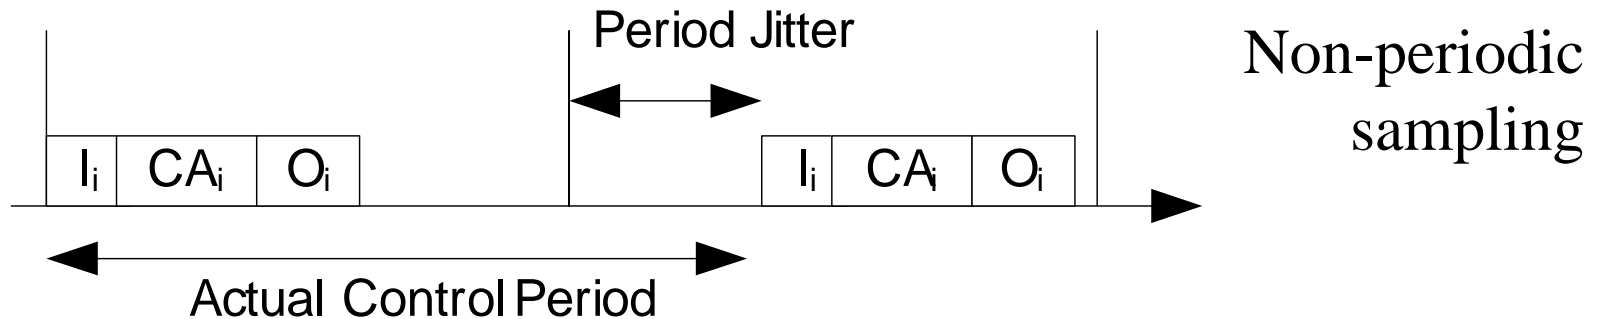 Period Jitter
Non-periodic
sampling
Iᵢ CAᵢ Oᵢ Iᵢ CAᵢ Oᵢ
Actual Control Period